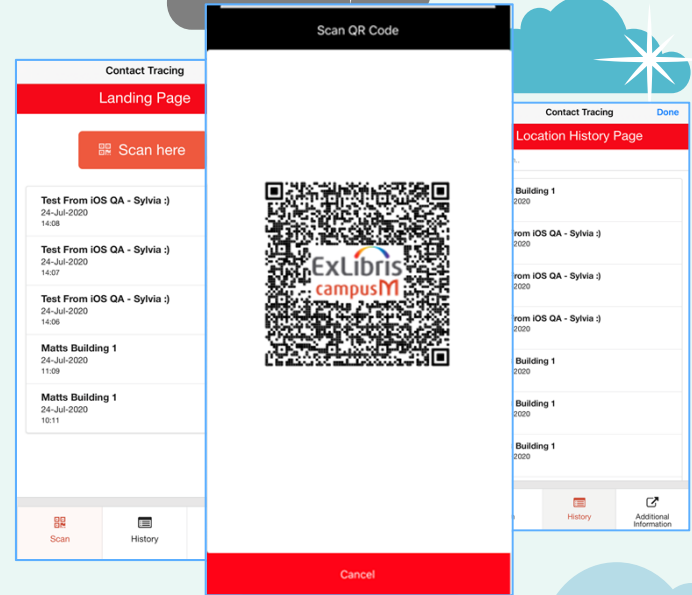 Contact Tracing
Landing Page
Scan here
Test From iOS QA - Sylvia :)
24-Jul-2020
14:08
Test From iOS QA - Sylvia :)
24-Jul-2020
14:07
Test From iOS QA - Sylvia :)
24-Jul-2020
14:06
Matts Building 1
24-Jul-2020
11:09
Matts Building 1
24-Jul-2020
10:11
Scan
History
Scan QR Code
ExLibris
campusM
Cancel
Contact Tracing
Done
Location History Page
Building 1
2020
rom iOS QA - Sylvia :)
2020
rom iOS QA - Sylvia :)
2020
rom iOS QA - Sylvia :)
2020
Building 1
2020
Building 1
2020
Building 1
2020
History
Additional
Information